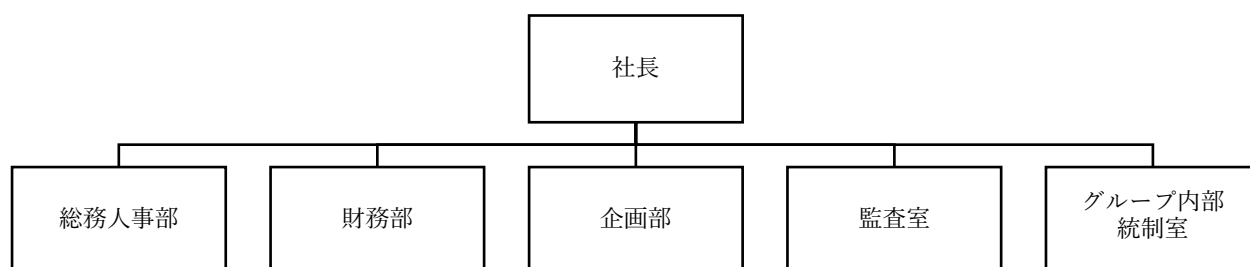 社長
総務人事部
財務部
企画部
監査室
グループ内部
統制室